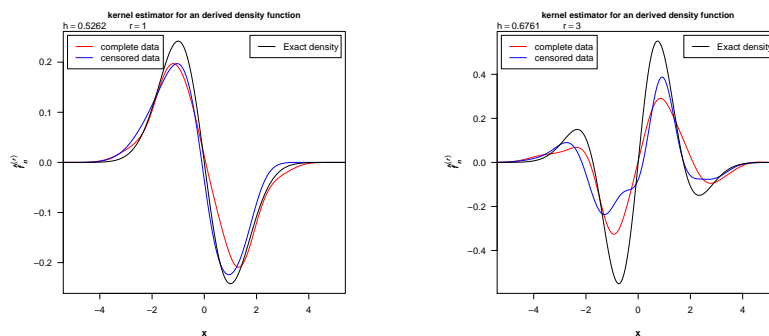 kernel estimator for an derived density function
h = 0.5262 r = 1
complete data
censored data
Exact density
0.2
0.1
0.0
−0.1
−0.2
−4 −2 0 2 4
x
kernel estimator for an derived density function
h = 0.6761 r = 3
complete data
censored data
Exact density
0.4
0.2
0.0
−0.2
−0.4
−4 −2 0 2 4
x